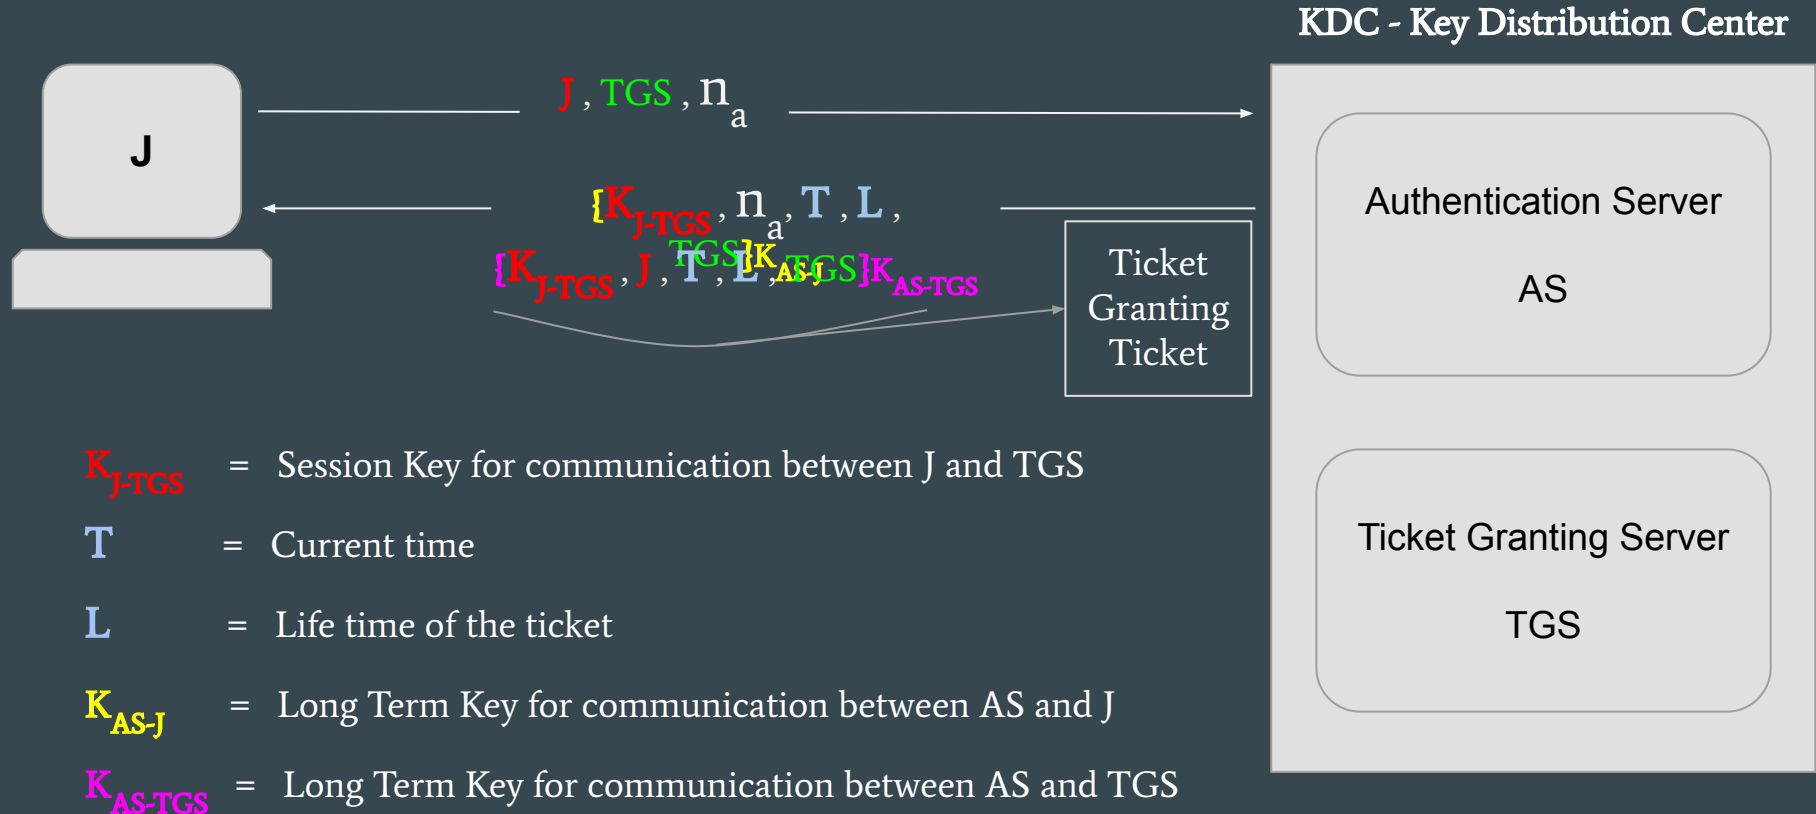 KDC - Key Distribution Center
J
J , TGS , na
{KJ-TGS , na, T , L ,
TGS}KAS-J
{KJ-TGS , J , T , L , TGS}KAS-TGS
Authentication Server
AS
Ticket
Granting
Ticket
KJ-TGS = Session Key for communication between J and TGS
T = Current time
L = Life time of the ticket
KAS-J = Long Term Key for communication between AS and J
KAS-TGS = Long Term Key for communication between AS and TGS
Ticket Granting Server
TGS